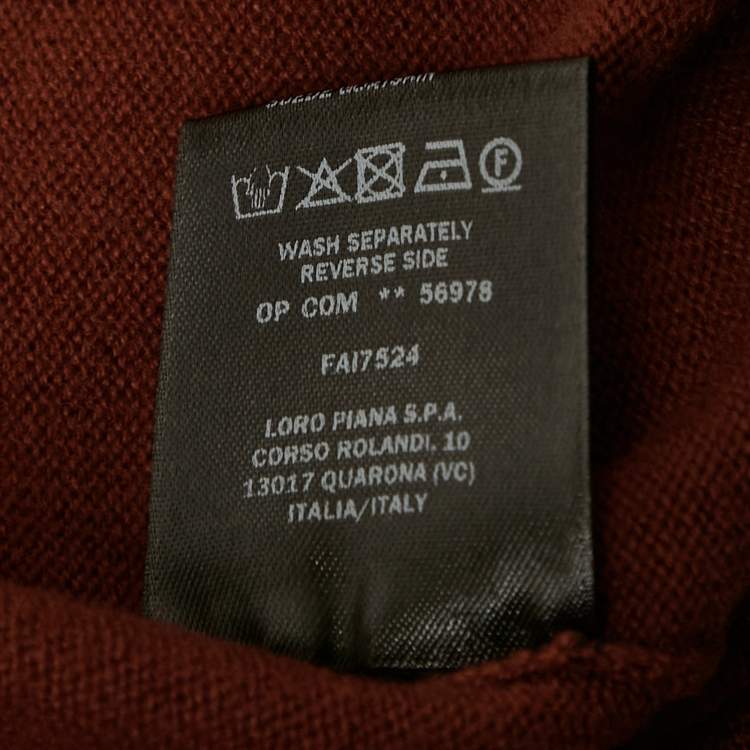 F
WASH SEPARATELY
REVERSE SIDE
OP COM ** 56978
FAI7524
LORO PIANA S.P.A.
CORSO ROLANDI, 10
13017 QUARONA (VC)
ITALIA/ITALY